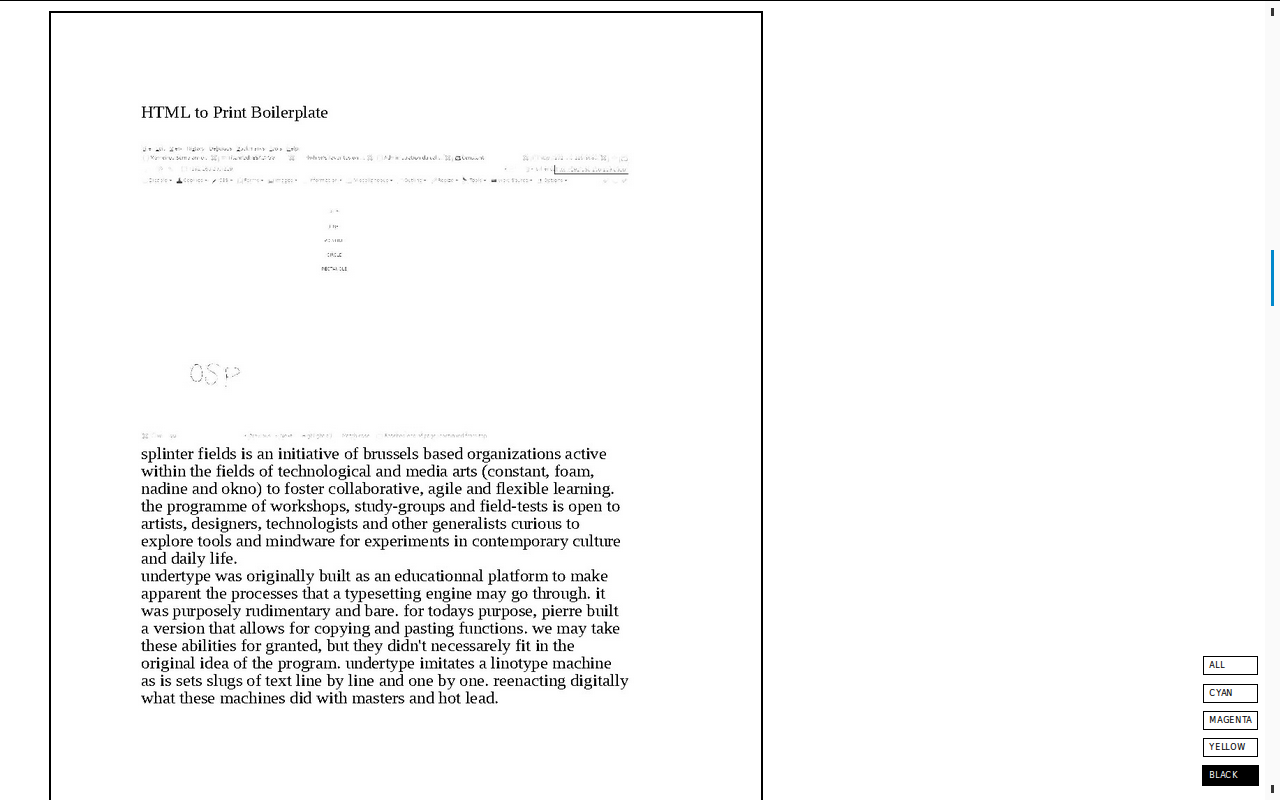 HTML to Print Boilerplate
CIRCLE
RECTANGLE
OSP
splinter fields is an initiative of brussels based organizations active
within the fields of technological and media arts (constant, foam,
nadine and okno) to foster collaborative, agile and flexible learning.
the programme of workshops, study-groups and field-tests is open to
artists, designers, technologists and other generalists curious to
explore tools and mindware for experiments in contemporary culture
and daily life.
undertype was originally built as an educationnal platform to make
apparent the processes that a typesetting engine may go through. it
was purposely rudimentary and bare. for todays purpose, pierre built
a version that allows for copying and pasting functions. we may take
these abilities for granted, but they didn't necessarely fit in the
original idea of the program. undertype imitates a linotype machine
as is sets slugs of text line by line and one by one. reenacting digitally
what these machines did with masters and hot lead.
ALL
CYAN
MAGENTA
YELLOW
BLACK